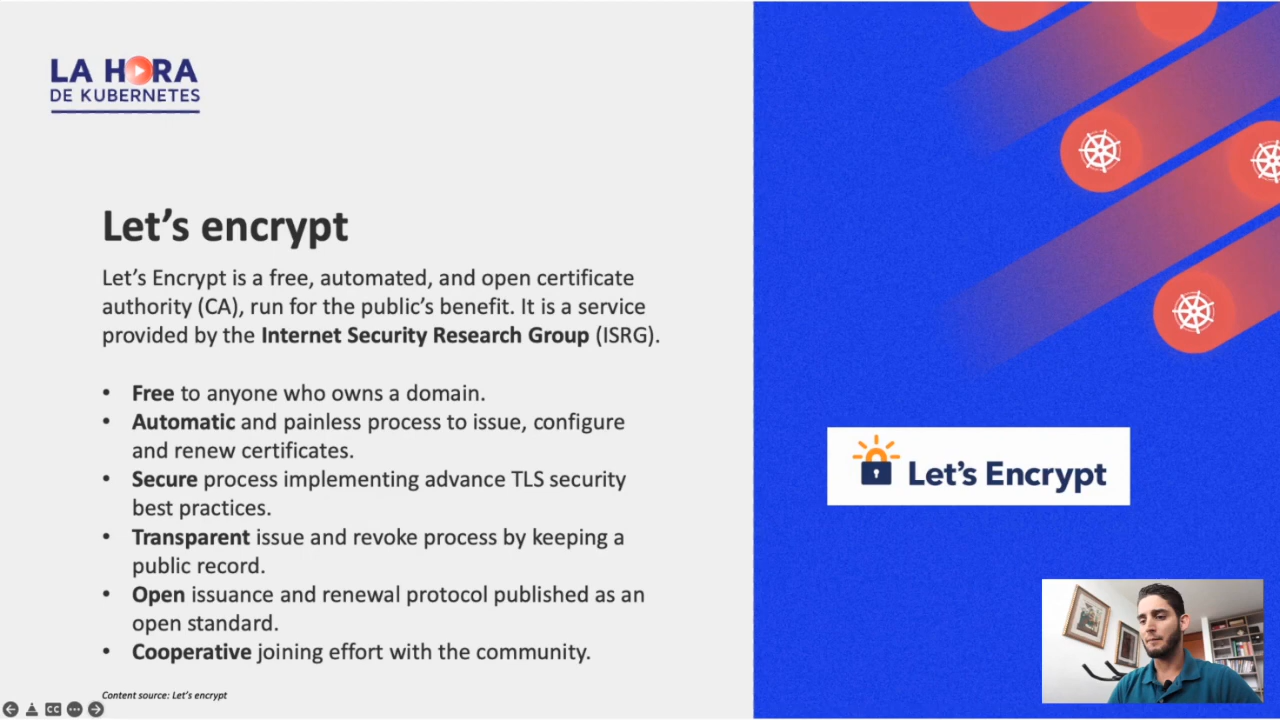 LA HORA
DE KUBERNETES
Let’s encrypt
Let’s Encrypt is a free, automated, and open certificate
authority (CA), run for the public’s benefit. It is a service
provided by the Internet Security Research Group (ISRG).
• Free to anyone who owns a domain.
• Automatic and painless process to issue, configure
and renew certificates.
• Secure process implementing advance TLS security
best practices.
• Transparent issue and revoke process by keeping a
public record.
• Open issuance and renewal protocol published as an
open standard.
• Cooperative joining effort with the community.
Content source: Let’s encrypt
CC
Let’s Encrypt